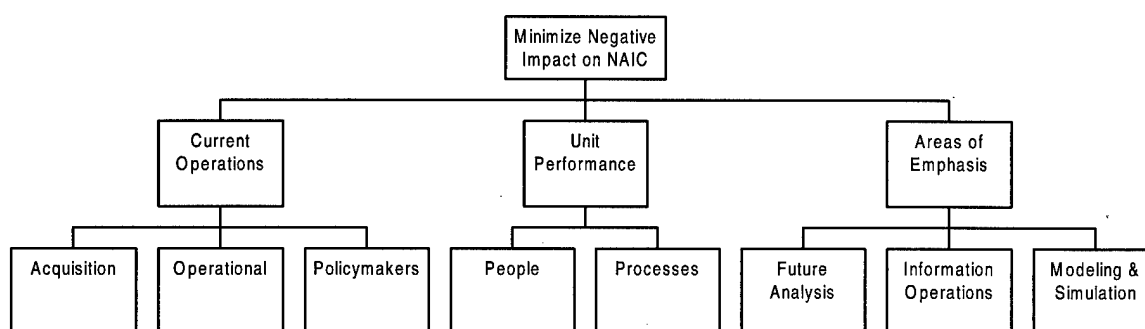 Minimize Negative
Impact on NAIC
Current
Operations
Unit
Performance
Areas of
Emphasis
Acquisition
Operational
Policymakers
People
Processes
Future
Analysis
Information
Operations
Modeling &
Simulation